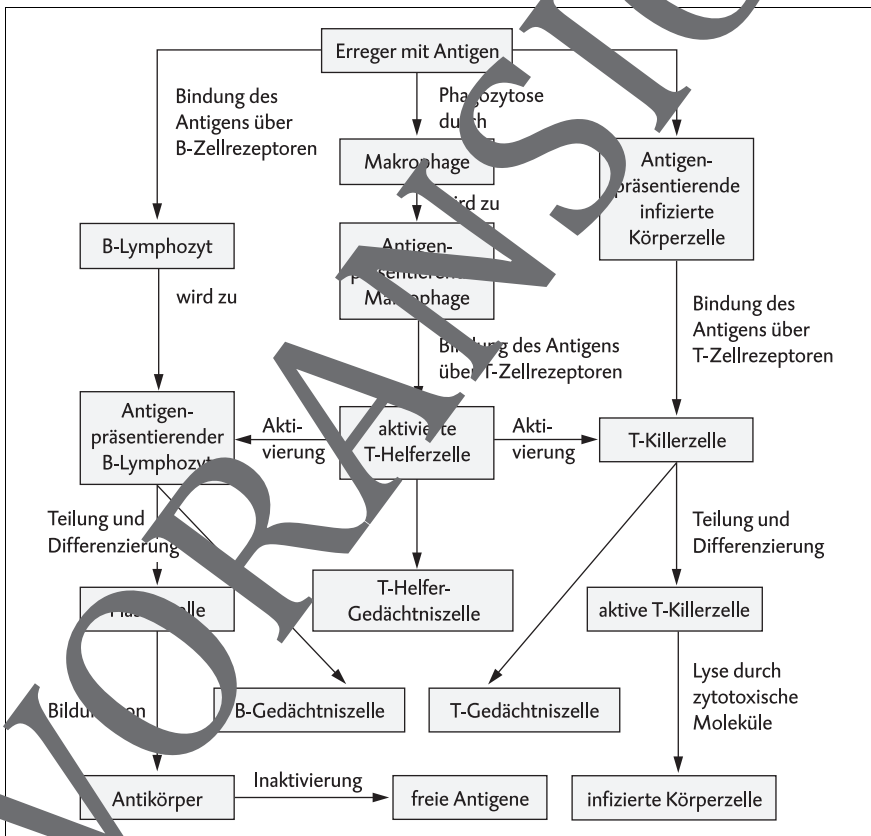 Erreger mit Antigen
Bindung des
Antigens über
B-Zellrezeptoren
Phagozytose
durch
Makrophage
wird zu
Antigen-
präsentierende
infizierte
Körperzelle
B-Lymphozyt
wird zu
Antigen-
präsentierender
Makrophage
Bindung des Antigens
über T-Zellrezeptoren
Bindung des
Antigens über
T-Zellrezeptoren
Antigen-
präsentierender
B-Lymphozyt
Akti-
vierung
aktivierte
T-Helferzelle
Akti-
vierung
T-Killerzelle
Teilung und
Differenzierung
Teilung und
Differenzierung
T-Helfer-
Gedächtniszelle
aktive T-Killerzelle
B-Gedächtniszelle
T-Gedächtniszelle
Lyse durch
zytotoxische
Moleküle
Antikörper
Inaktivierung
freie Antigene
infizierte Körperzelle
VORANSIC